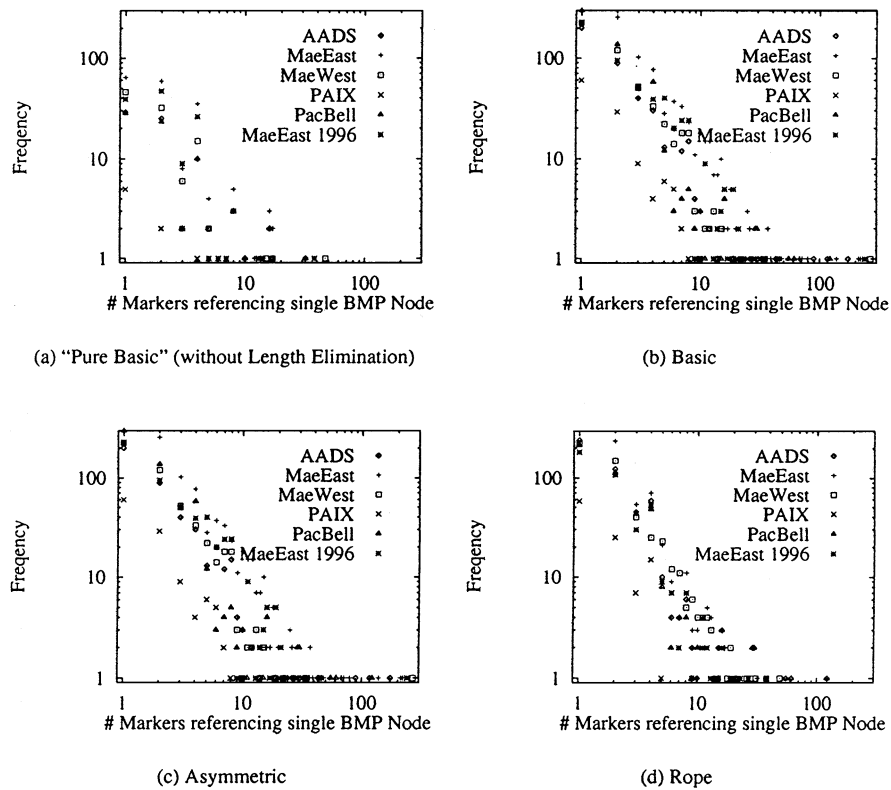 Freqency
100
10
1
1
10
100
AADS
MaeEast
MaeWest
PAIX
PacBell
MaeEast 1996
# Markers referencing single BMP Node
(a) “Pure Basic” (without Length Elimination)
Freqency
100
10
1
1
10
100
AADS
MaeEast
MaeWest
PAIX
PacBell
MaeEast 1996
# Markers referencing single BMP Node
(b) Basic
Freqency
100
10
1
1
10
100
AADS
MaeEast
MaeWest
PAIX
PacBell
MaeEast 1996
# Markers referencing single BMP Node
(c) Asymmetric
Freqency
100
10
1
1
10
100
AADS
MaeEast
MaeWest
PAIX
PacBell
MaeEast 1996
# Markers referencing single BMP Node
(d) Rope